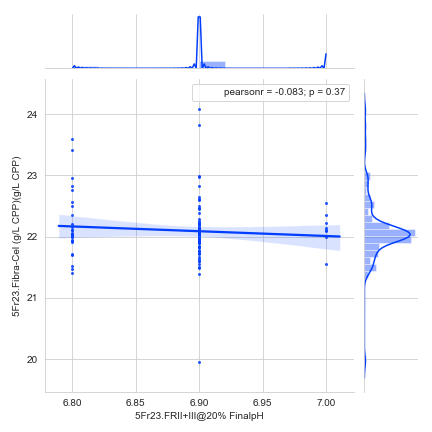 pearsonr = -0.083; p = 0.37
24
23
22
21
20
5Fr23.Fibra-Cel (g/L CPP)(g/L CPP)
6.80 6.85 6.90 6.95 7.00
5Fr23.FRII+III@20% FinalpH